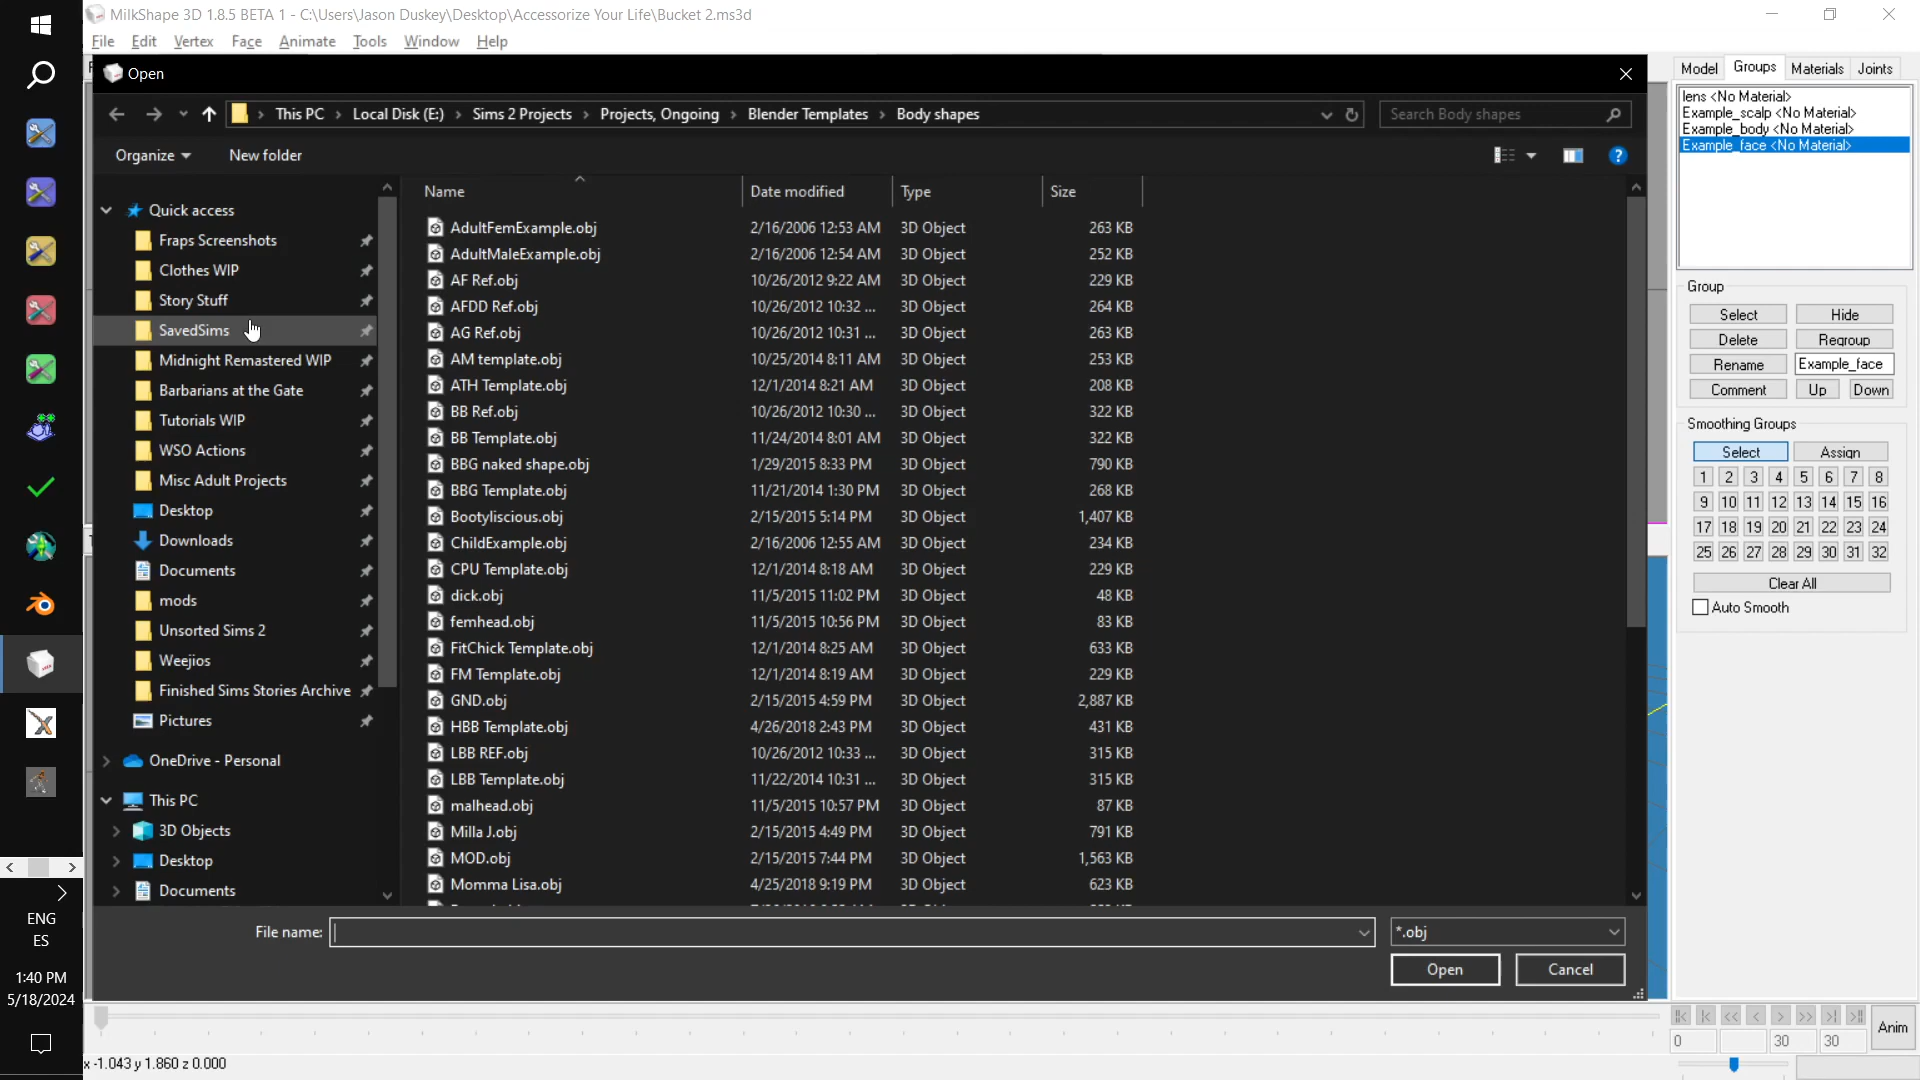 MilkShape 3D 1.8.5 BETA 1 - C:\Users\Jason Duskey\Desktop\Accessorize Your Life\Bucket 2.ms3d
File Edit Vertex Face Animate Tools Window Help
Open
This PC > Local Disk (E:) > Sims 2 Projects > Projects, Ongoing > Blender Templates > Body shapes
Search Body shapes
Organize New folder
Quick access
Fraps Screenshots
Clothes WIP
Story Stuff
SavedSims
Midnight Remastered WIP
Barbarians at the Gate
Tutorials WIP
WSO Actions
Misc Adult Projects
Desktop
Downloads
Documents
mods
Unsorted Sims 2
Weejios
Finished Sims Stories Archive
Pictures
OneDrive - Personal
This PC
3D Objects
Desktop
Documents
Name Date modified Type Size
AdultFemExample.obj 2/16/2006 12:53 AM 3D Object 263 KB
AdultMaleExample.obj 2/16/2006 12:54 AM 3D Object 252 KB
AF Ref.obj 10/26/2012 9:22 AM 3D Object 229 KB
AFDD Ref.obj 10/26/2012 10:32 ... 3D Object 264 KB
AG Ref.obj 10/26/2012 10:31 ... 3D Object 263 KB
AM template.obj 10/25/2014 8:11 AM 3D Object 253 KB
ATH Template.obj 12/1/2014 8:21 AM 3D Object 208 KB
BB Ref.obj 10/26/2012 10:30 ... 3D Object 322 KB
BB Template.obj 11/24/2014 8:01 AM 3D Object 322 KB
BBG naked shape.obj 1/29/2015 8:33 PM 3D Object 790 KB
BBG Template.obj 11/21/2014 1:30 PM 3D Object 268 KB
Bootyliscious.obj 2/15/2015 5:14 PM 3D Object 1,407 KB
ChildExample.obj 2/16/2006 12:55 AM 3D Object 234 KB
CPU Template.obj 12/1/2014 8:18 AM 3D Object 229 KB
dick.obj 11/5/2015 11:02 PM 3D Object 48 KB
femhead.obj 11/5/2015 10:56 PM 3D Object 83 KB
FitChick Template.obj 12/1/2014 8:25 AM 3D Object 633 KB
FM Template.obj 12/1/2014 8:19 AM 3D Object 229 KB
GND.obj 2/15/2015 4:59 PM 3D Object 2,887 KB
HBB Template.obj 4/26/2018 2:43 PM 3D Object 431 KB
LBB REF.obj 10/26/2012 10:33 ... 3D Object 315 KB
LBB Template.obj 11/22/2014 10:31 ... 3D Object 315 KB
malhead.obj 11/5/2015 10:57 PM 3D Object 87 KB
Milla J.obj 2/15/2015 4:49 PM 3D Object 791 KB
MOD.obj 2/15/2015 7:44 PM 3D Object 1,563 KB
Momma Lisa.obj 4/25/2018 9:19 PM 3D Object 623 KB
File name:
*.obj
Open Cancel
Model Groups Materials Joints
lens <No Material>
Example_scalp <No Material>
Example_body <No Material>
Example_face <No Material>
Group
Select Hide
Delete Regroup
Rename Example_face
Comment Up Down
Smoothing Groups
Select Assign
1 2 3 4 5 6 7 8
9 10 11 12 13 14 15 16
17 18 19 20 21 22 23 24
25 26 27 28 29 30 31 32
Clear All
Auto Smooth
0 30 30
Anim
x -1.043 y 1.860 z 0.000
ENG
ES
1:40 PM
5/18/2024